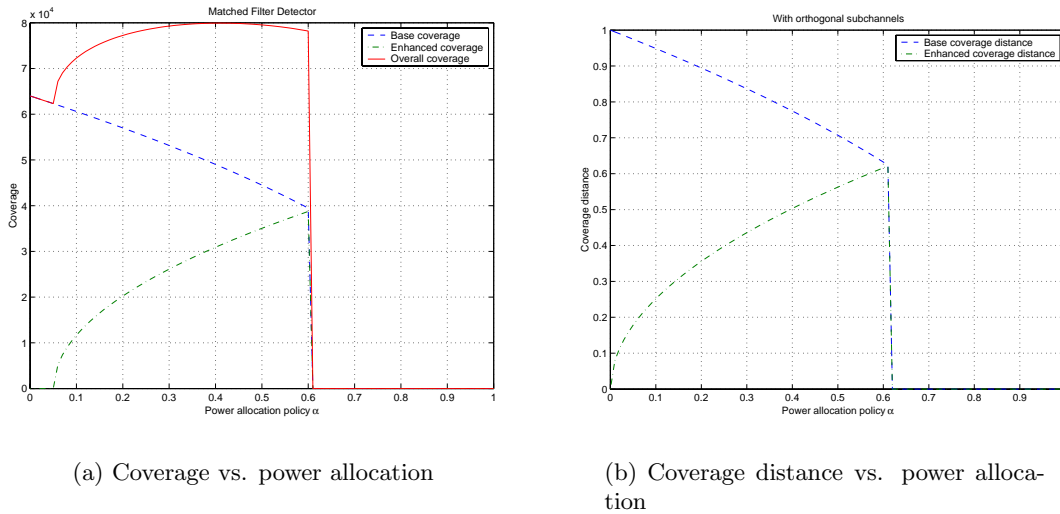 Matched Filter Detector
x 10^4
8
7
6
5
4
3
2
1
0
Coverage
Base coverage
Enhanced coverage
Overall coverage
0 0.1 0.2 0.3 0.4 0.5 0.6 0.7 0.8 0.9 1
Power allocation policy α
(a) Coverage vs. power allocation
With orthogonal subchannels
1
0.9
0.8
0.7
0.6
0.5
0.4
0.3
0.2
0.1
0
Coverage distance
Base coverage distance
Enhanced coverage distance
0 0.1 0.2 0.3 0.4 0.5 0.6 0.7 0.8 0.9
Power allocation policy α
(b) Coverage distance vs. power alloca-
tion